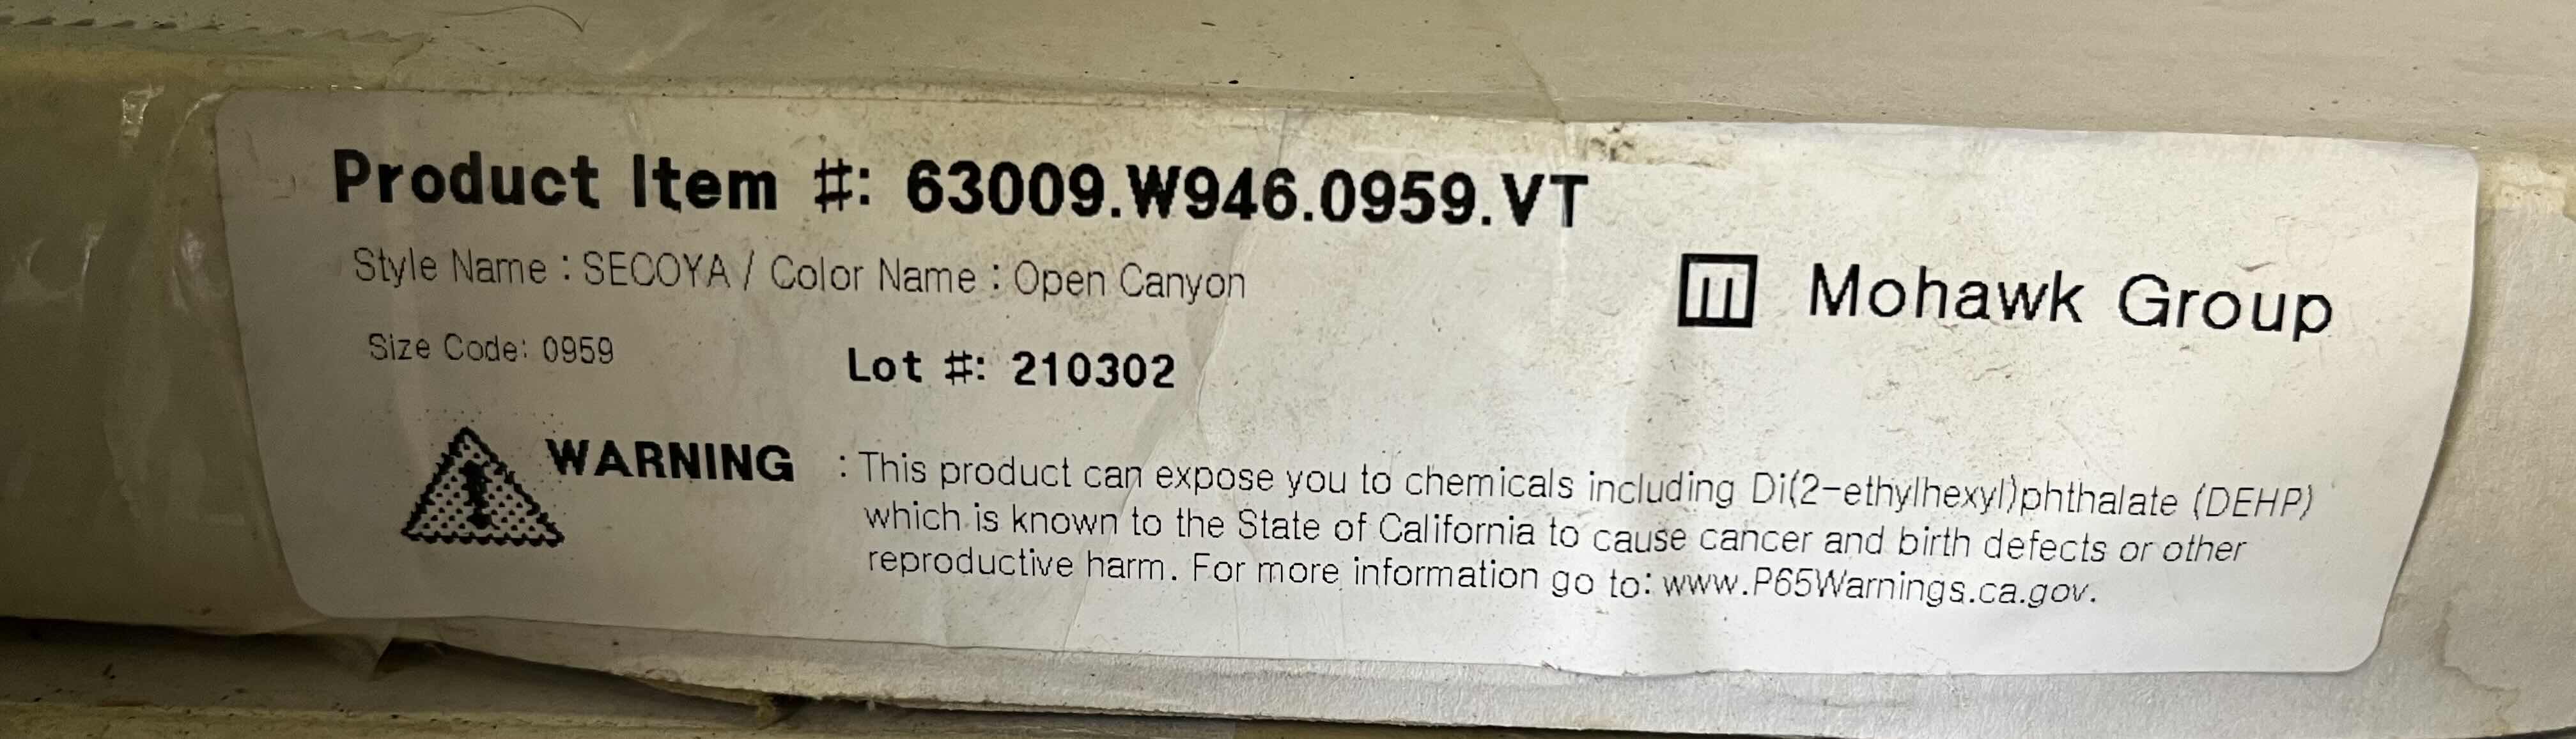 Product Item #: 63009.W946.0959.VT
Style Name : SECOYA / Color Name : Open Canyon
Mohawk Group
Size Code: 0959
Lot #: 210302
WARNING : This product can expose you to chemicals including Di(2-ethylhexyl)phthalate (DEHP)
which is known to the State of California to cause cancer and birth defects or other
reproductive harm. For more information go to: www.P65Warnings.ca.gov.